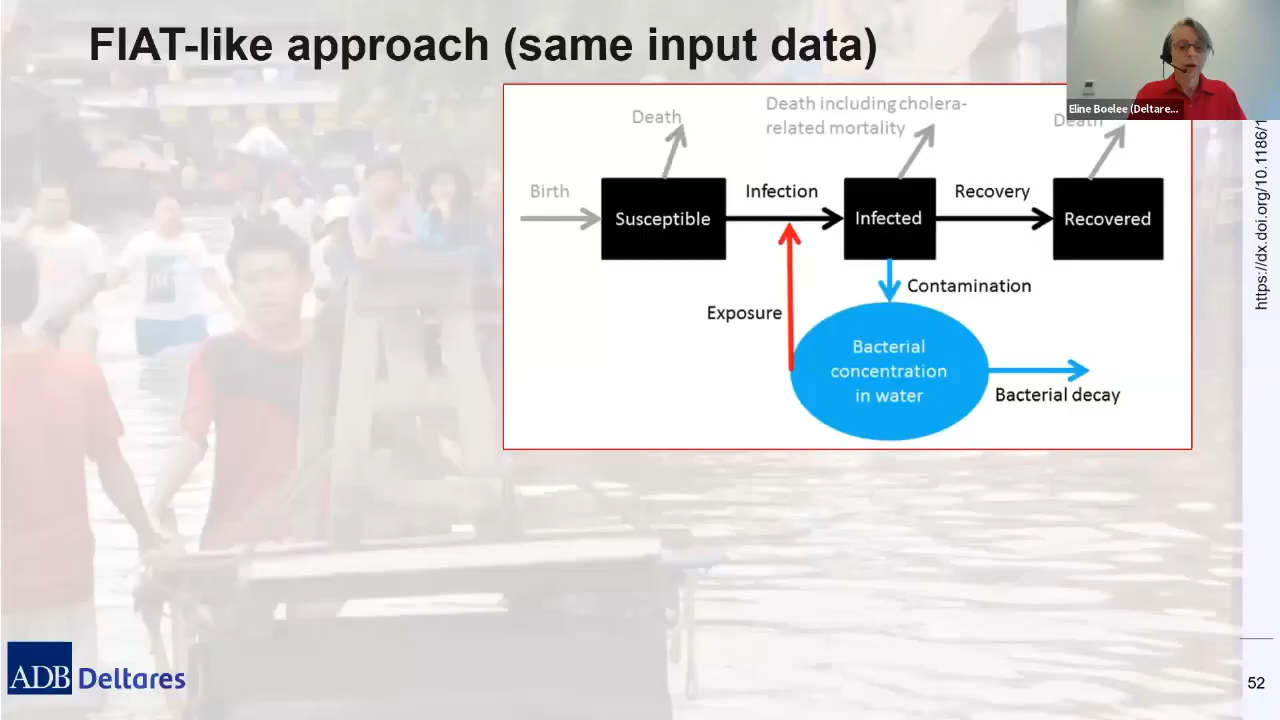 FIAT-like approach (same input data)
Eline Boelee (Deltare...
Death
Death including cholera-
related mortality
Death
Birth
Infection
Recovery
Susceptible
Infected
Recovered
Contamination
Exposure
Bacterial
concentration
in water
Bacterial decay
https://dx.doi.org/10.1186/1
ADB Deltares
52